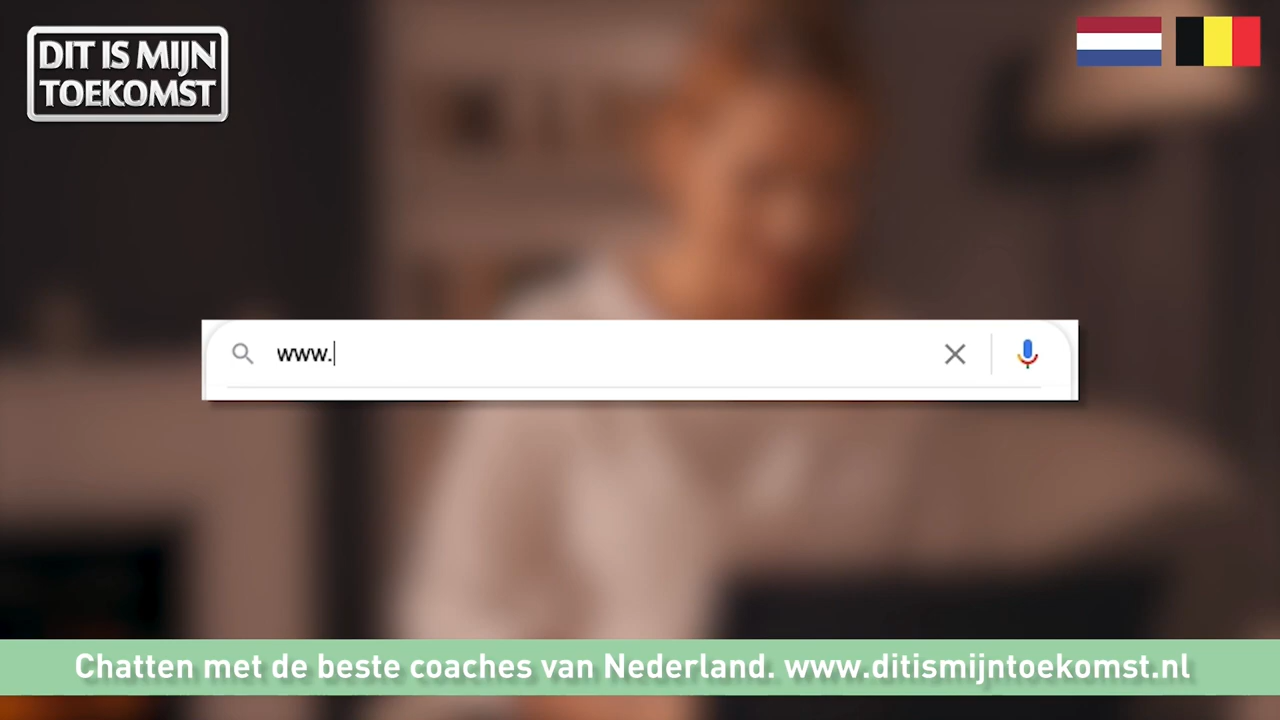 DIT IS MIJN
TOEKOMST
www.
Chatten met de beste coaches van Nederland. www.ditismijntoekomst.nl